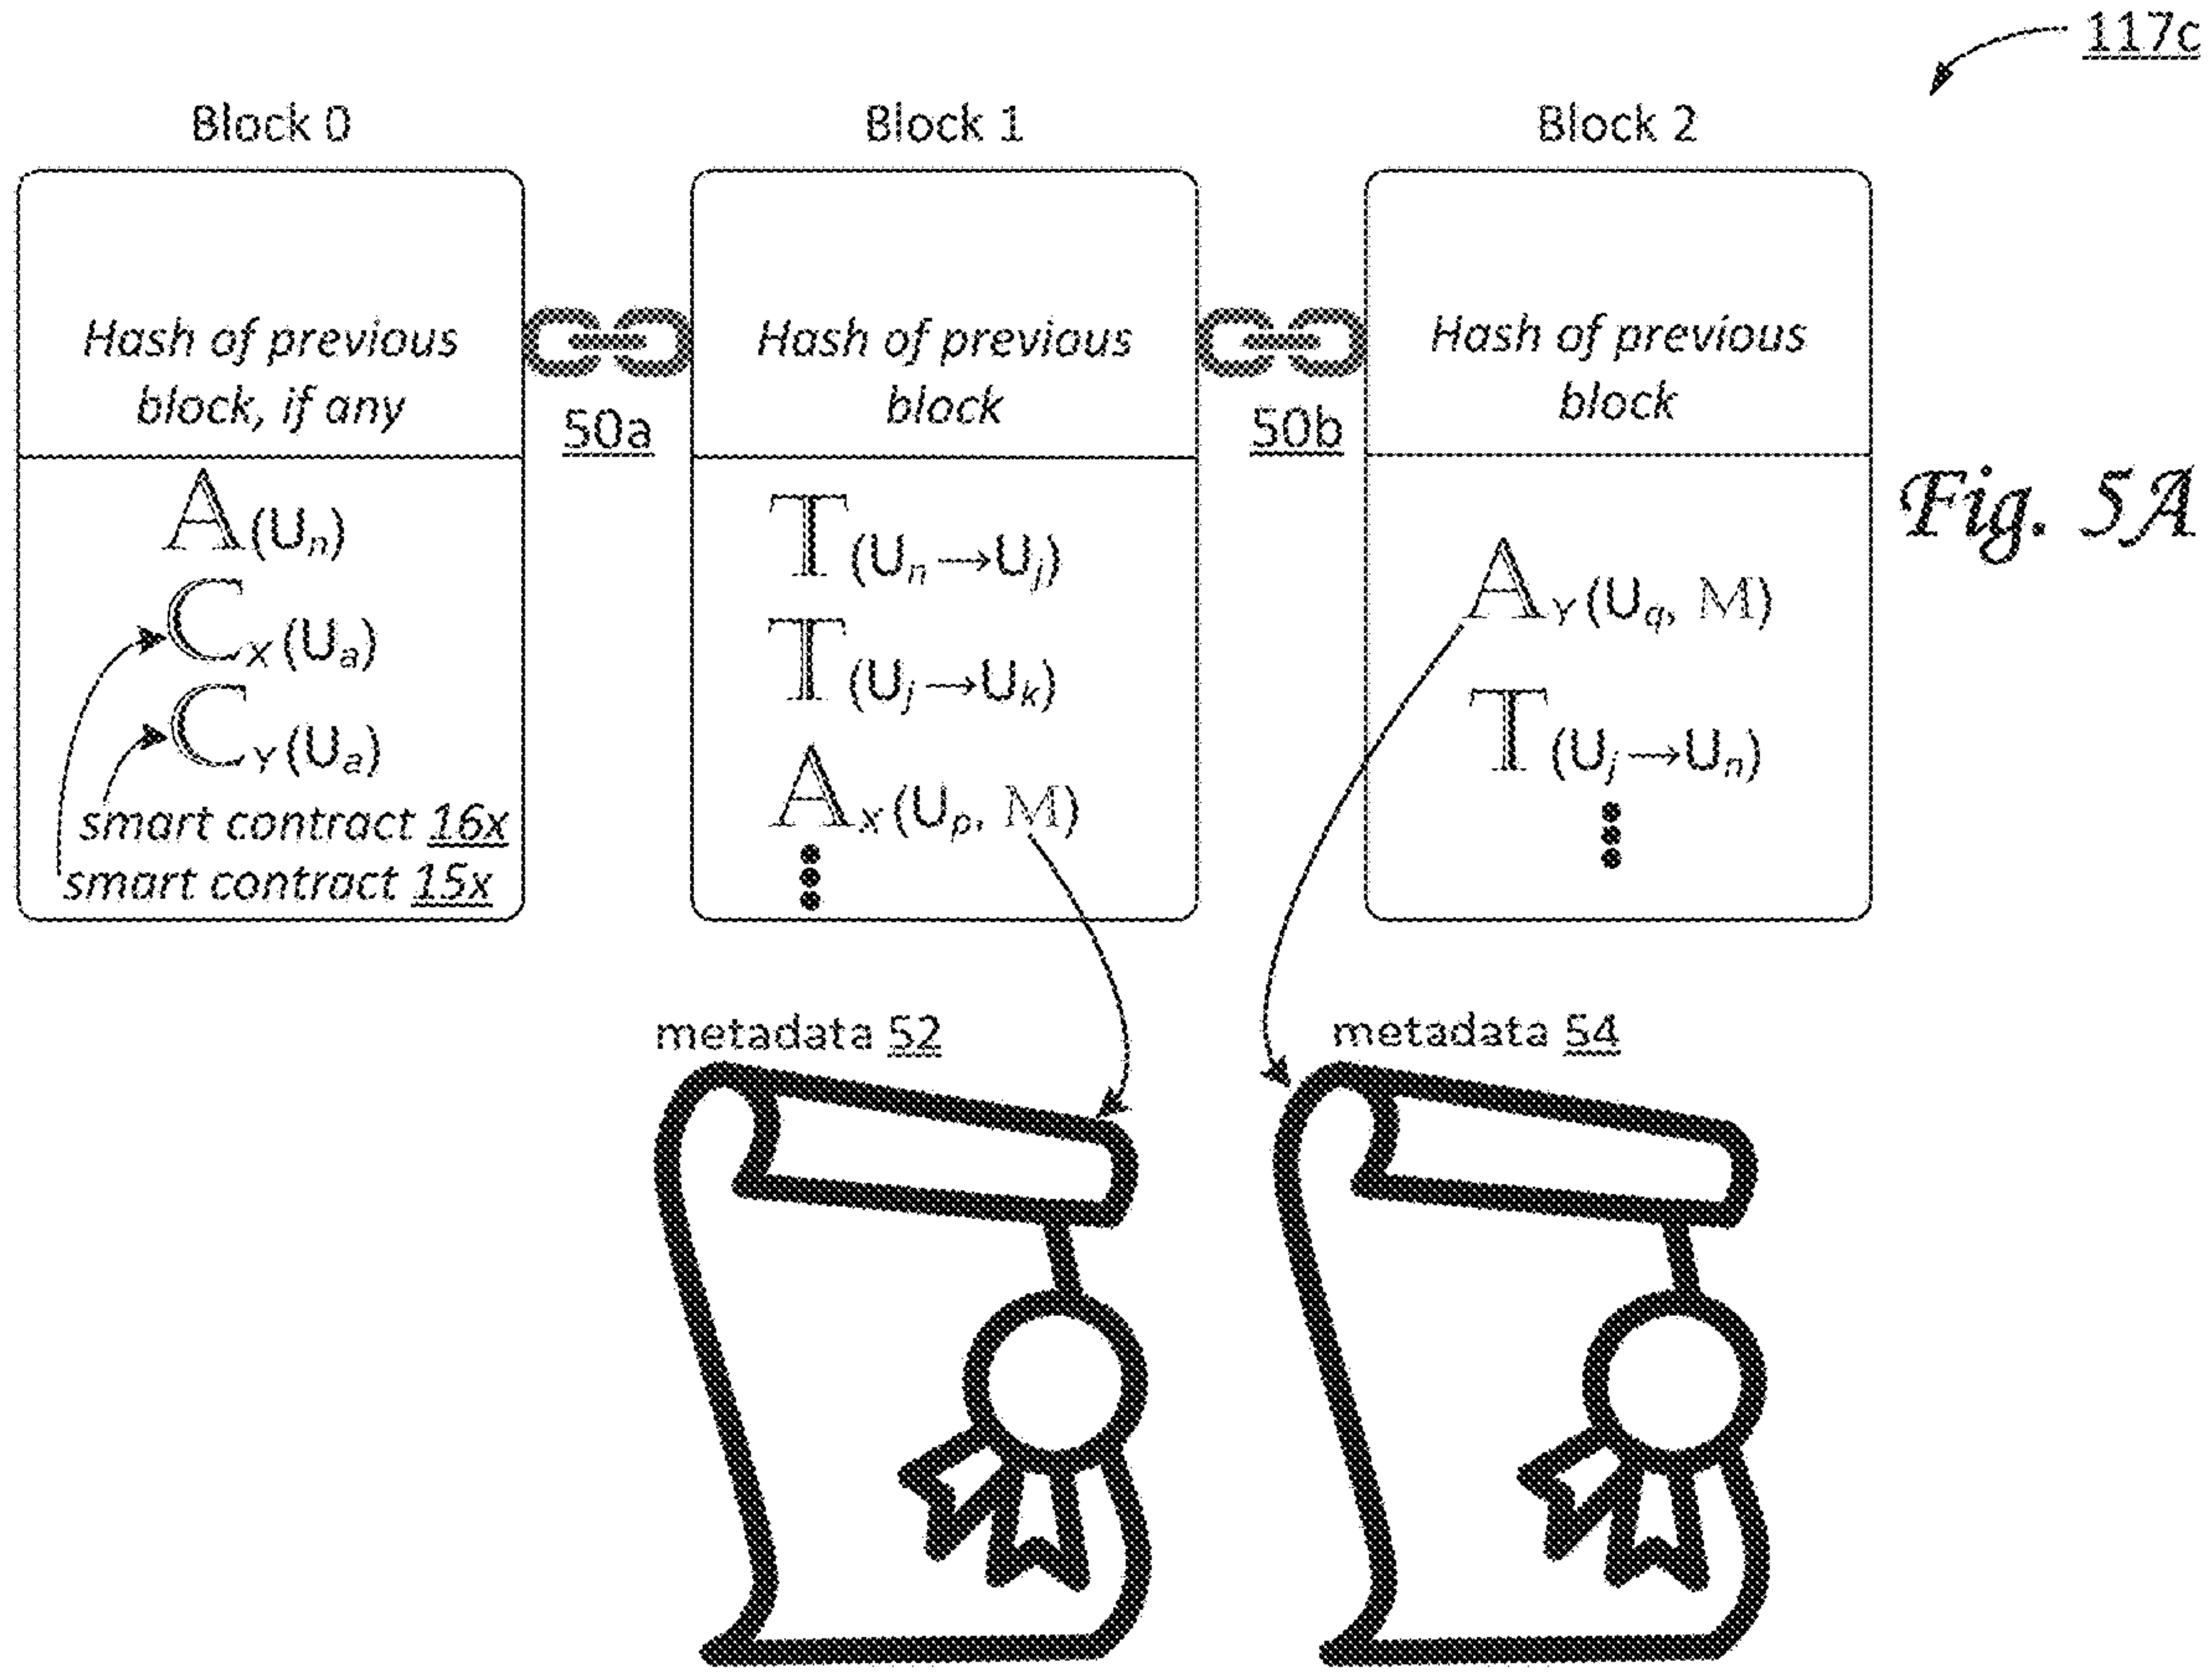 117c
Block 0
Hash of previous
block, if any
A(Un)
CX(Ua)
CY(Ua)
smart contract 16x
smart contract 15x
50a
Block 1
Hash of previous
block
T(Un→Uj)
T(Uj→Uk)
AX(Up, M)
50b
Block 2
Hash of previous
block
AY(Uq, M)
T(Uj→Un)
Fig. 5A
metadata 52
metadata 54